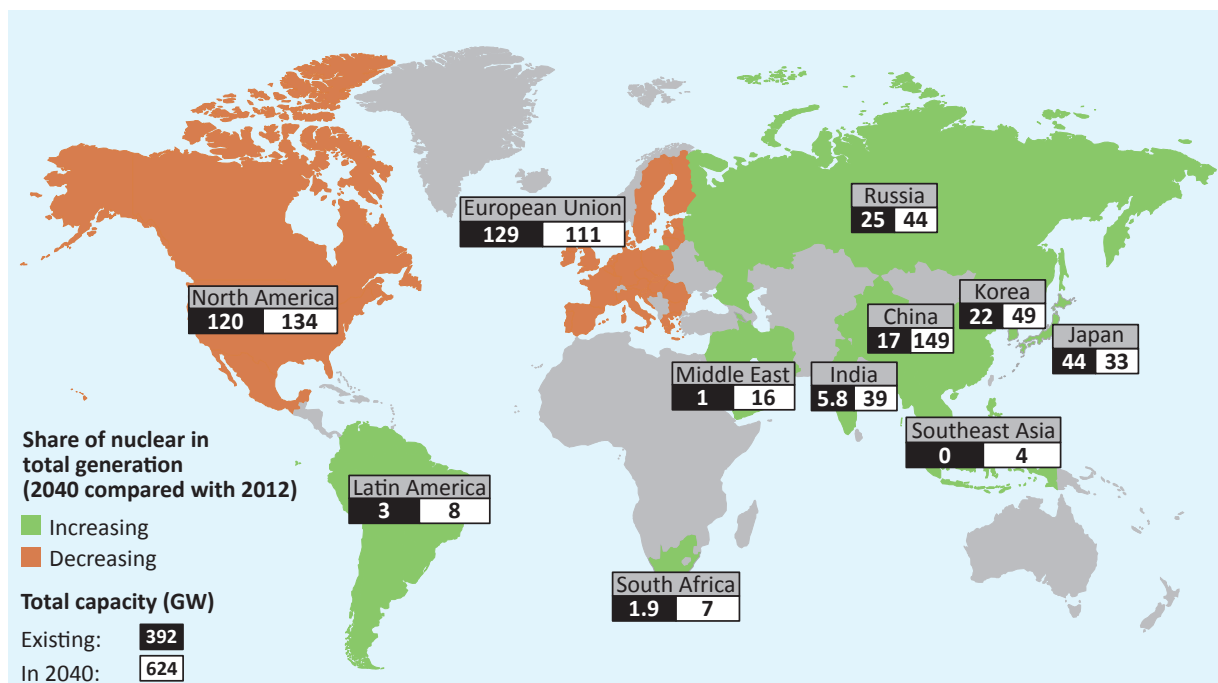 European Union
129 111
Russia
25 44
North America
120 134
Korea
22 49
China
17 149
Japan
44 33
Middle East
1 16
India
5.8 39
Southeast Asia
0 4
Latin America
3 8
South Africa
1.9 7
Share of nuclear in
total generation
(2040 compared with 2012)
Increasing
Decreasing
Total capacity (GW)
Existing: 392
In 2040: 624